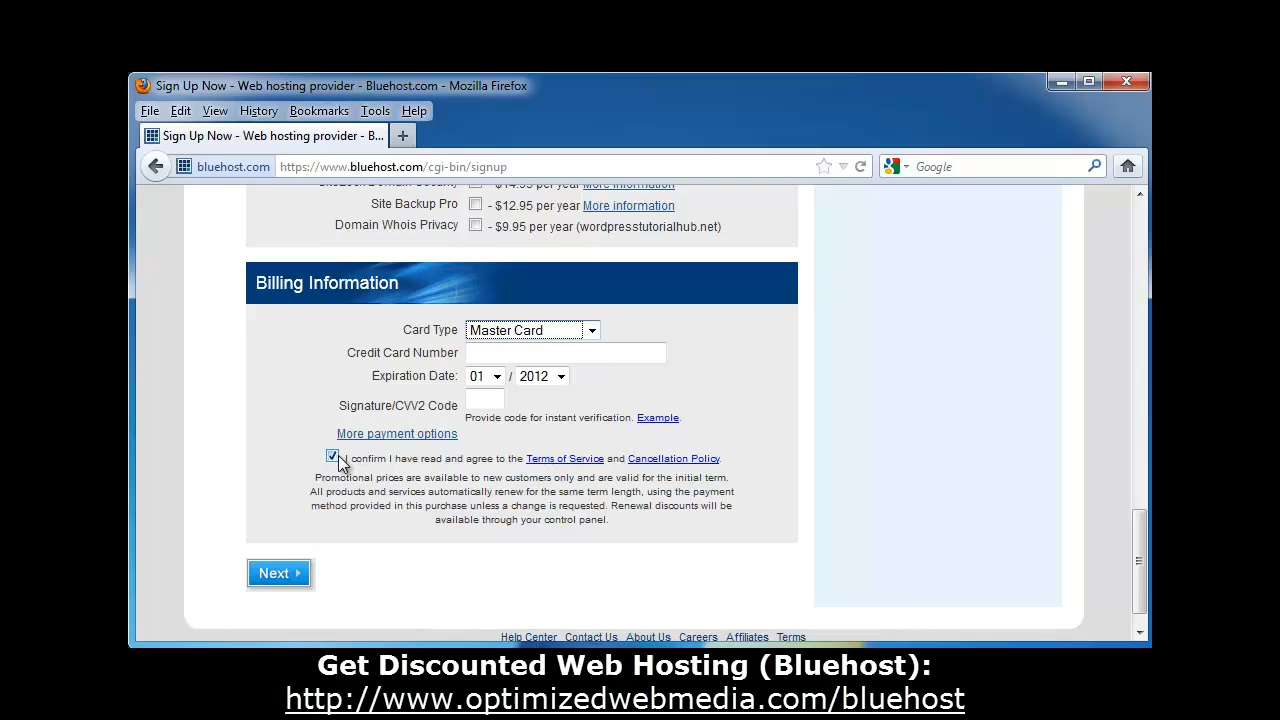 Sign Up Now - Web hosting provider - Bluehost.com - Mozilla Firefox
File Edit View History Bookmarks Tools Help
Sign Up Now - Web hosting provider - B... +
bluehost.com https://www.bluehost.com/cgi-bin/signup Google
per year More information
Site Backup Pro - $12.95 per year More information
Domain Whois Privacy - $9.95 per year (wordpresstutorialhub.net)
Billing Information
Card Type Master Card
Credit Card Number
Expiration Date: 01 / 2012
Signature/CVV2 Code
Provide code for instant verification. Example.
More payment options
I confirm I have read and agree to the Terms of Service and Cancellation Policy.
Promotional prices are available to new customers only and are valid for the initial term.
All products and services automatically renew for the same term length, using the payment
method provided in this purchase unless a change is requested. Renewal discounts will be
available through your control panel.
Next
Help Center Contact Us About Us Careers Affiliates Terms
Get Discounted Web Hosting (Bluehost):
http://www.optimizedwebmedia.com/bluehost